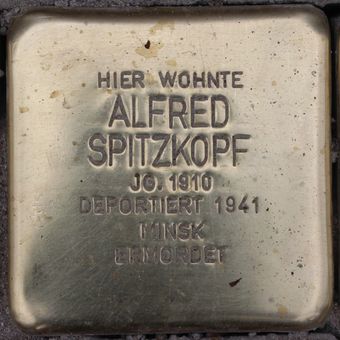 HIER WOHNTE
ALFRED
SPITZKOPF
JG. 1910
DEPORTIERT 1941
MINSK
ERMORDET